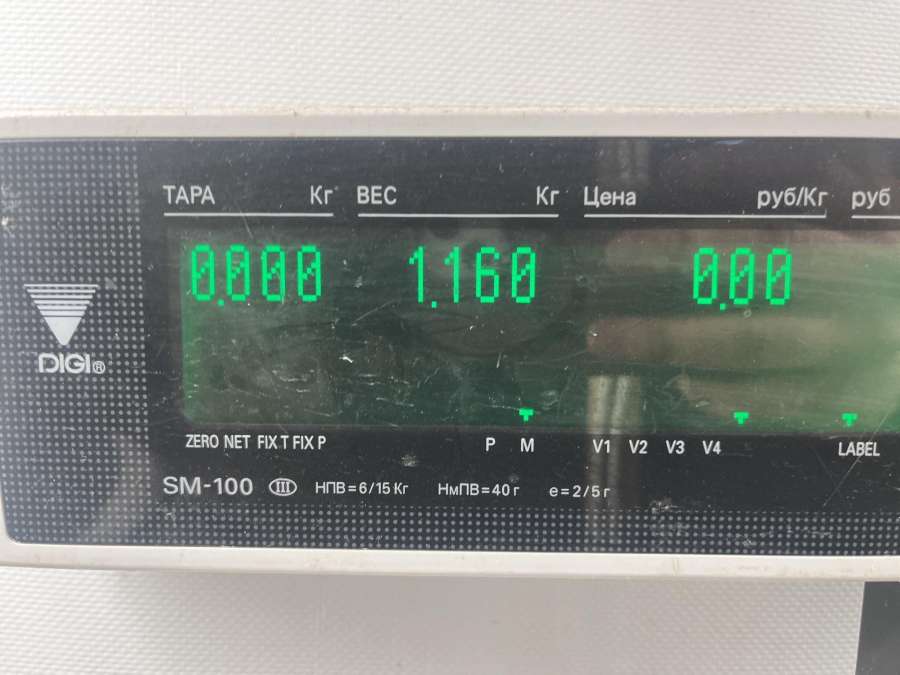 ТАРА Кг ВЕС Кг Цена руб/Кг руб
0.000 1.160 0.00
DIGI®
ZERO NET FIX T FIX P P M V1 V2 V3 V4 LABEL
SM-100 III НПВ=6/15 Кг НмПВ=40 г e=2/5 г